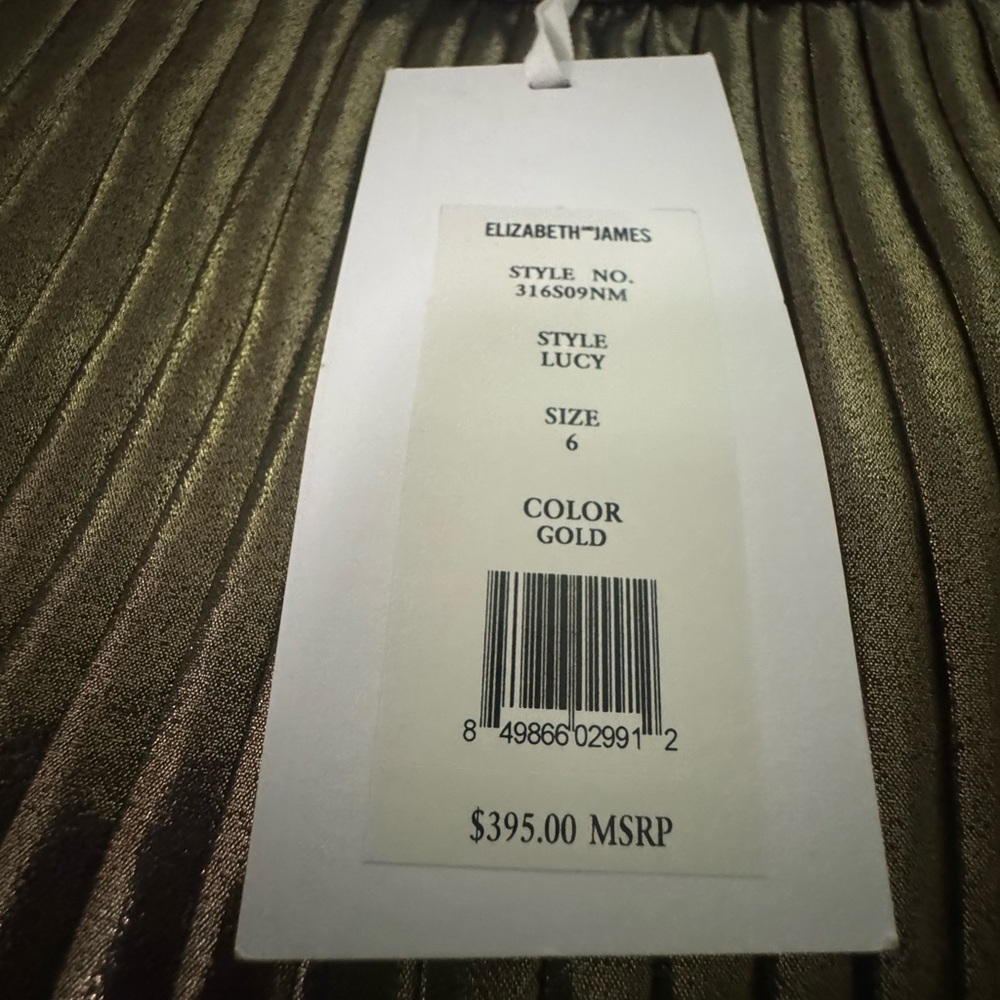 ELIZABETH and JAMES
STYLE NO.
316S09NM
STYLE
LUCY
SIZE
6
COLOR
GOLD
8 49866 02991 2
$395.00 MSRP